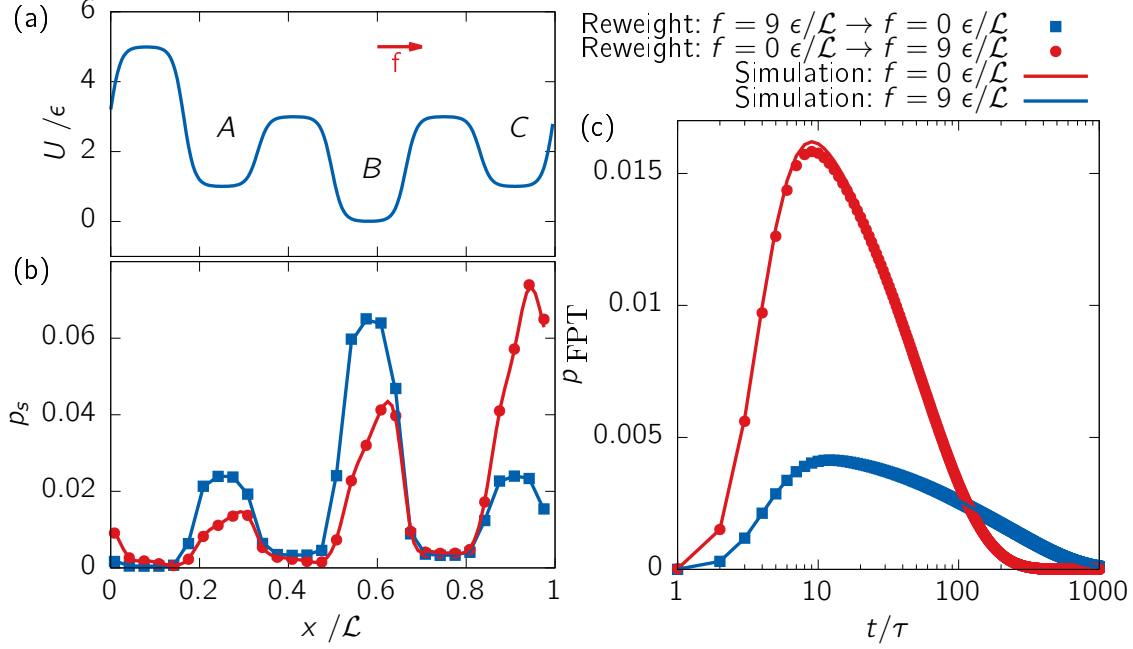 (a)
6
4
2
0
U /ϵ
f
A
B
C
(b)
0.06
0.04
0.02
0
pₛ
0
0.2
0.4
0.6
0.8
1
x /ℒ
Reweight: f = 9 ϵ/ℒ → f = 0 ϵ/ℒ
Reweight: f = 0 ϵ/ℒ → f = 9 ϵ/ℒ
Simulation: f = 0 ϵ/ℒ
Simulation: f = 9 ϵ/ℒ
(c)
0.015
0.01
0.005
0
p FPT
1
10
100
1000
t/τ